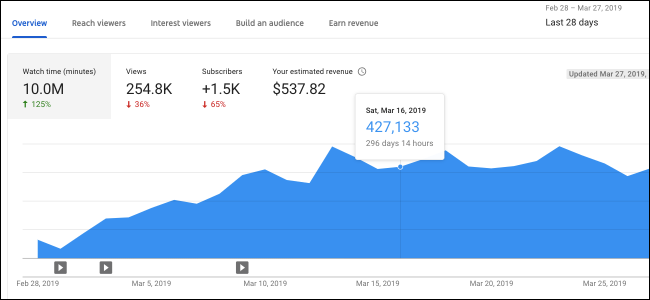 Feb 28 – Mar 27, 2019
Overview Reach viewers Interest viewers Build an audience Earn revenue Last 28 days
Updated Mar 27, 2019,
Watch time (minutes) Views Subscribers Your estimated revenue
10.0M 254.8K +1.5K $537.82
↑ 125% ↓ 36% ↓ 65%
Sat, Mar 16, 2019
427,133
296 days 14 hours
Feb 28, 2019 Mar 5, 2019 Mar 10, 2019 Mar 15, 2019 Mar 20, 2019 Mar 25, 2019